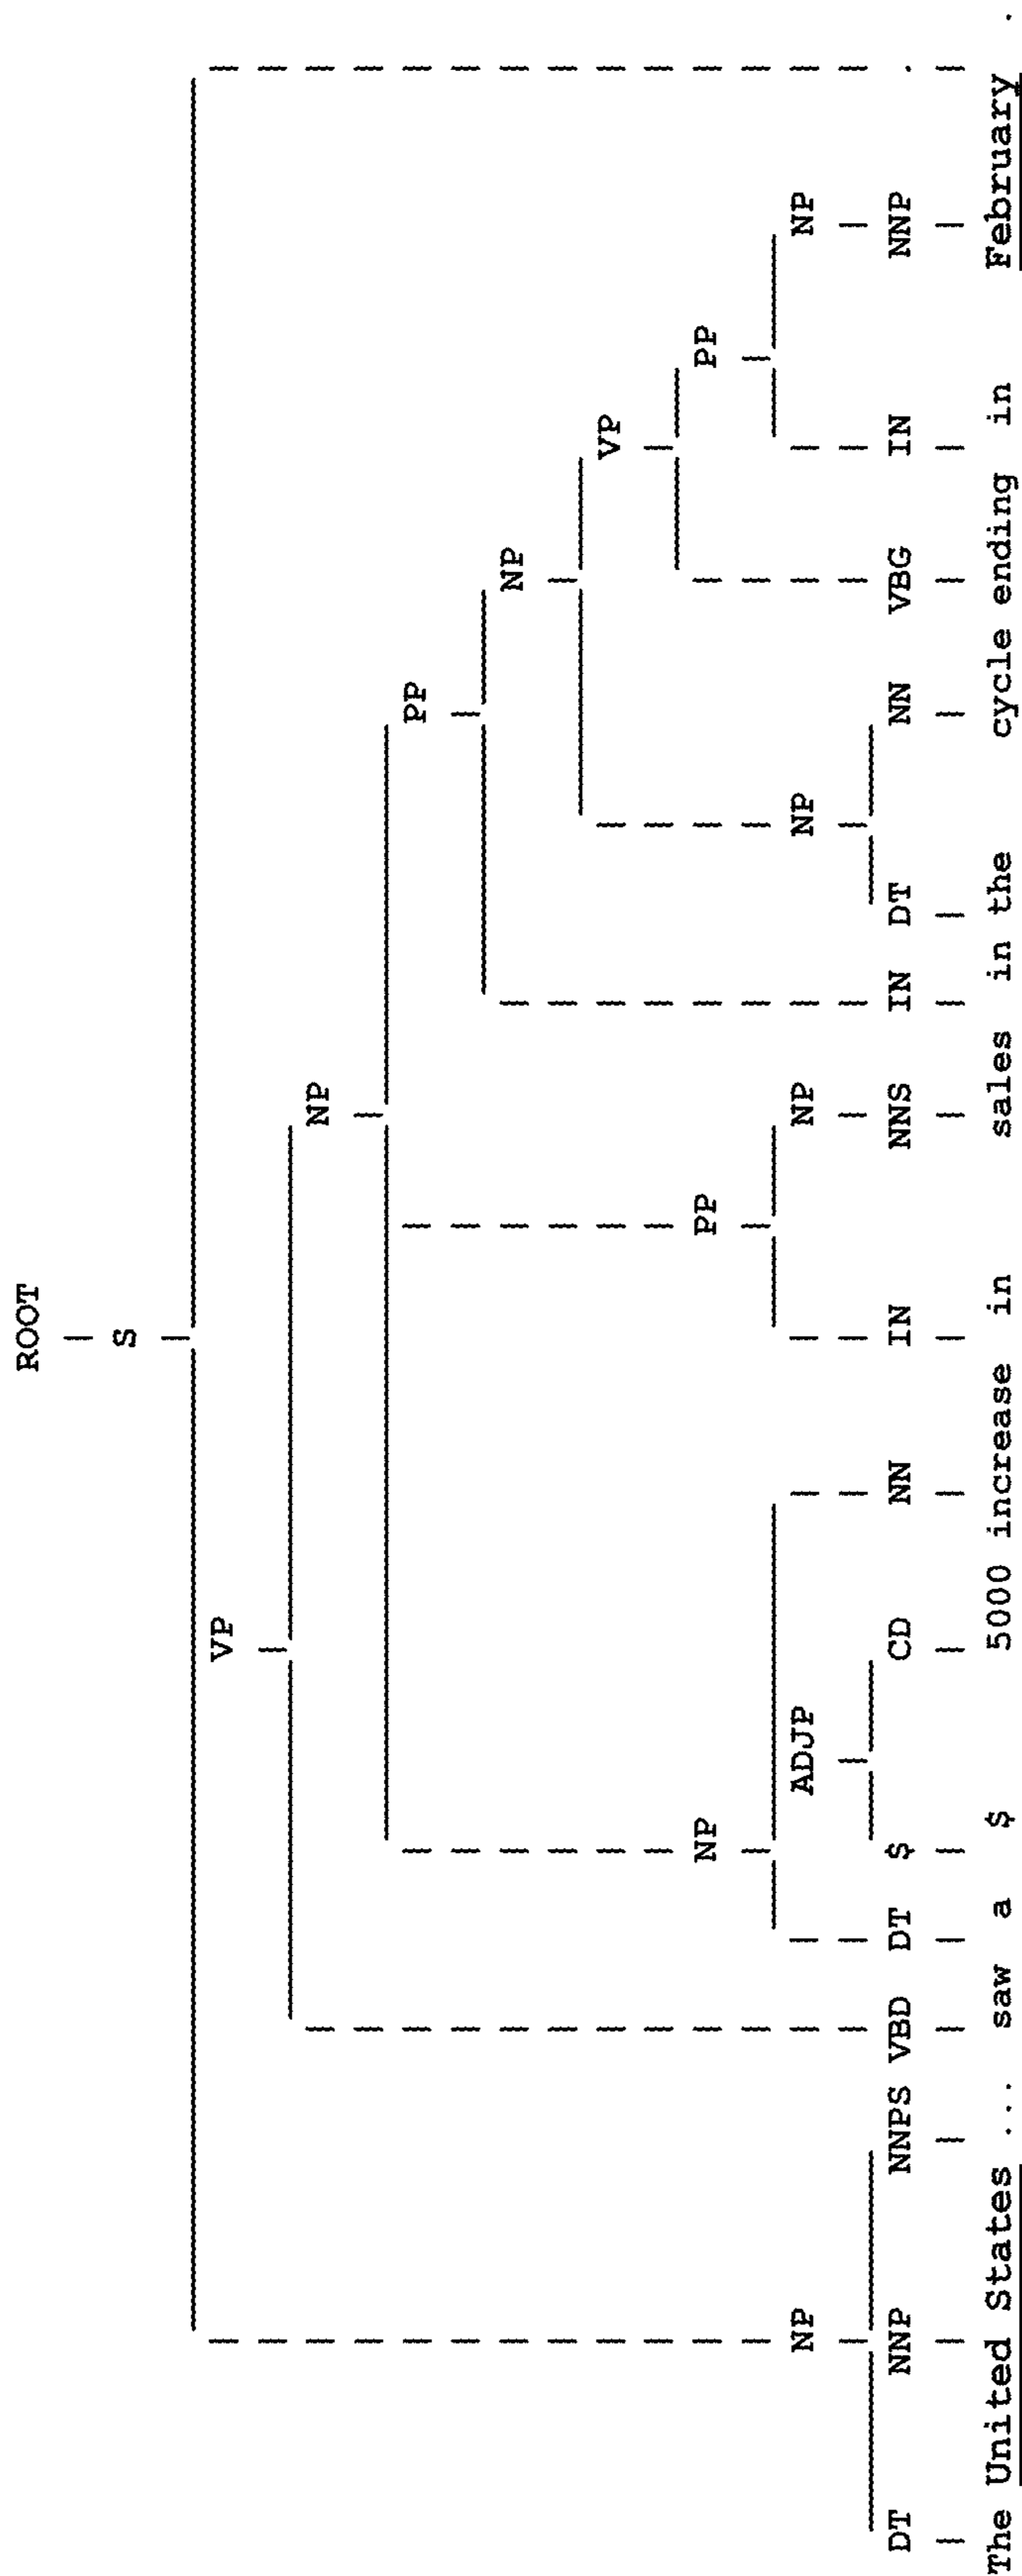 ROOT
S
VP
NP
PP
NP
VP
NP PP PP
NP ADJP NP NP NP
DT NNP NNPS VBD DT $ CD NN IN NNS IN DT NN VBG IN NNP .
The United States ... saw a $ 5000 increase in sales in the cycle ending in February .